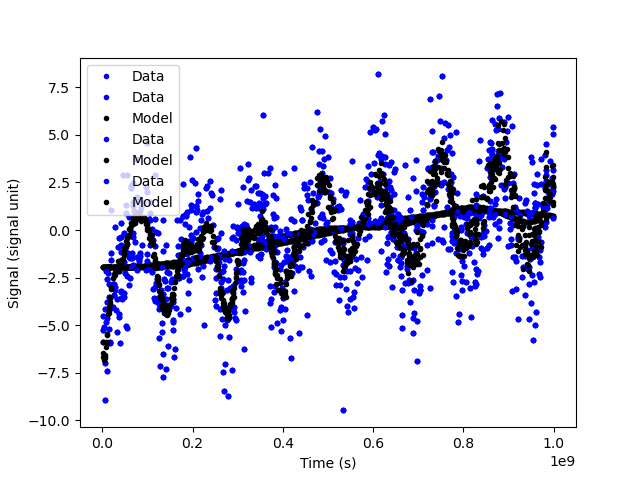 7.5
5.0
2.5
0.0
−2.5
−5.0
−7.5
−10.0
Signal (signal unit)
Data
Data
Model
Data
Model
Data
Model
0.0 0.2 0.4 0.6 0.8 1.0
1e9
Time (s)